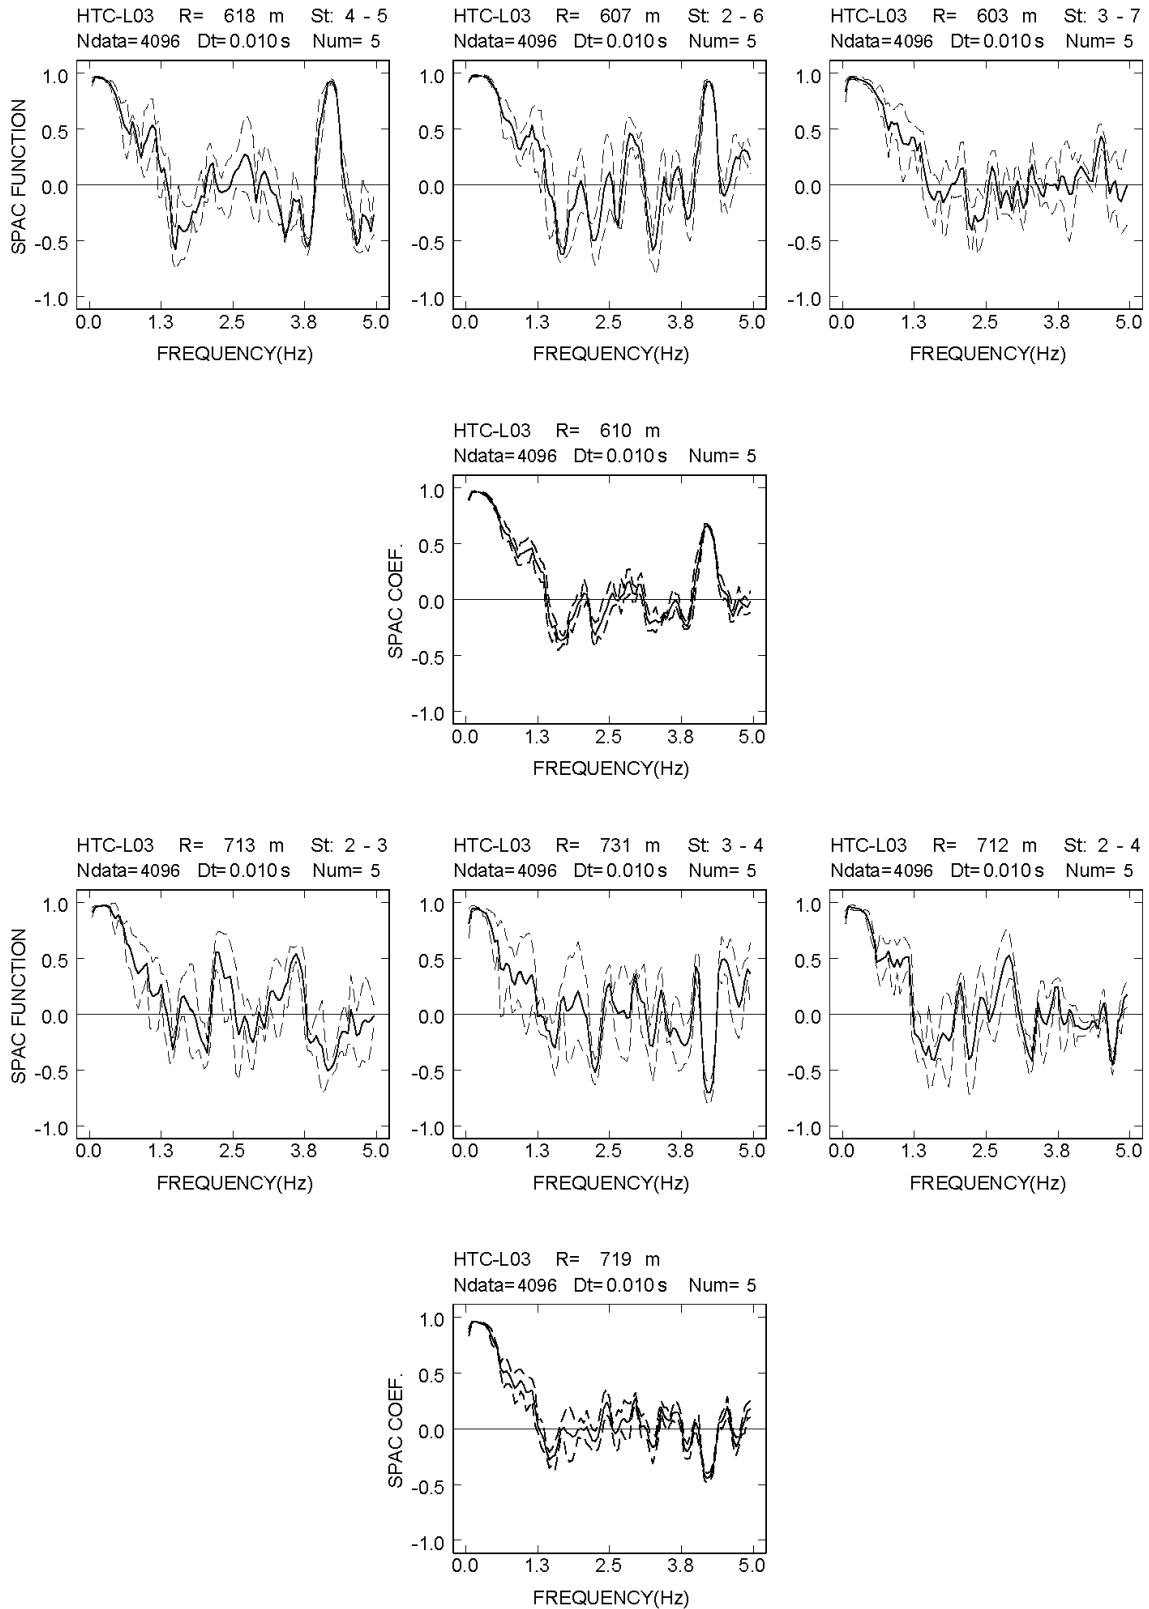 HTC-L03 R= 618 m St: 4 - 5
Ndata=4096 Dt=0.010 s Num= 5
SPAC FUNCTION
1.0
0.5
0.0
-0.5
-1.0
0.0 1.3 2.5 3.8 5.0
FREQUENCY(Hz)
HTC-L03 R= 607 m St: 2 - 6
Ndata=4096 Dt=0.010 s Num= 5
1.0
0.5
0.0
-0.5
-1.0
0.0 1.3 2.5 3.8 5.0
FREQUENCY(Hz)
HTC-L03 R= 603 m St: 3 - 7
Ndata=4096 Dt=0.010 s Num= 5
1.0
0.5
0.0
-0.5
-1.0
0.0 1.3 2.5 3.8 5.0
FREQUENCY(Hz)
HTC-L03 R= 610 m
Ndata=4096 Dt=0.010 s Num= 5
SPAC COEF.
1.0
0.5
0.0
-0.5
-1.0
0.0 1.3 2.5 3.8 5.0
FREQUENCY(Hz)
HTC-L03 R= 713 m St: 2 - 3
Ndata=4096 Dt=0.010 s Num= 5
SPAC FUNCTION
1.0
0.5
0.0
-0.5
-1.0
0.0 1.3 2.5 3.8 5.0
FREQUENCY(Hz)
HTC-L03 R= 731 m St: 3 - 4
Ndata=4096 Dt=0.010 s Num= 5
1.0
0.5
0.0
-0.5
-1.0
0.0 1.3 2.5 3.8 5.0
FREQUENCY(Hz)
HTC-L03 R= 712 m St: 2 - 4
Ndata=4096 Dt=0.010 s Num= 5
1.0
0.5
0.0
-0.5
-1.0
0.0 1.3 2.5 3.8 5.0
FREQUENCY(Hz)
HTC-L03 R= 719 m
Ndata=4096 Dt=0.010 s Num= 5
SPAC COEF.
1.0
0.5
0.0
-0.5
-1.0
0.0 1.3 2.5 3.8 5.0
FREQUENCY(Hz)